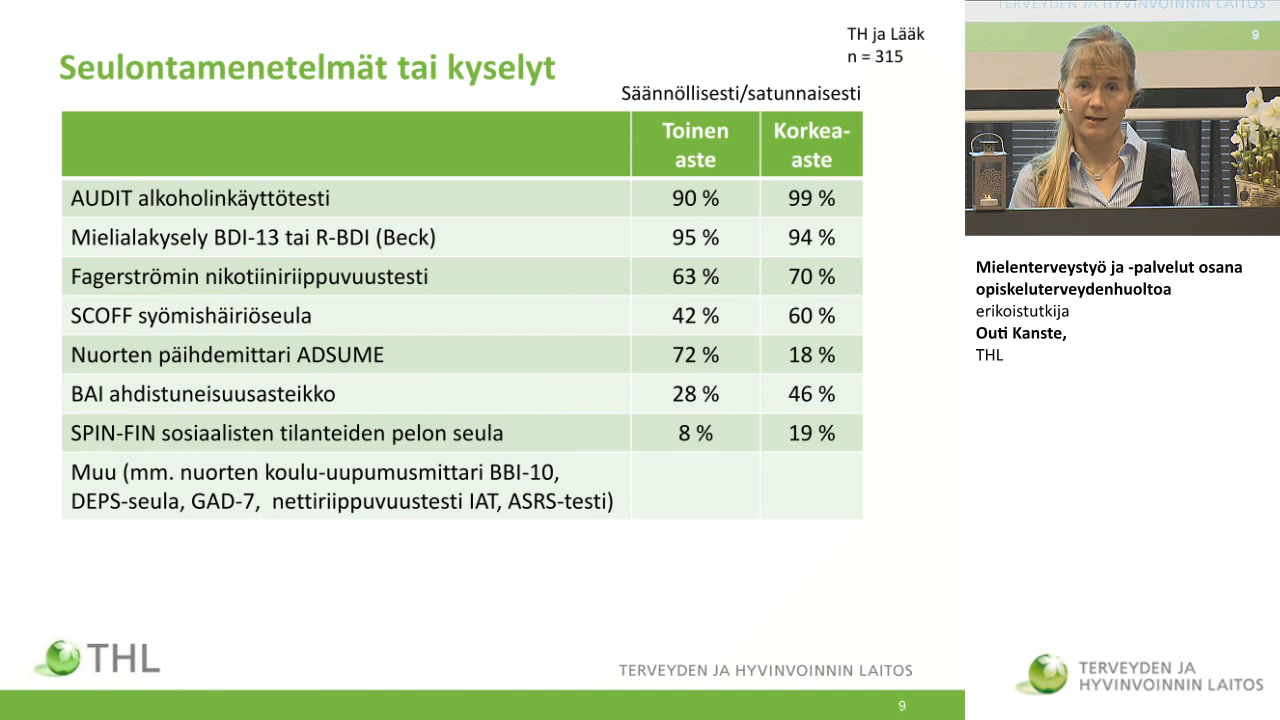 Seulontamenetelmät tai kyselyt
TH ja Lääk
n = 315
Säännöllisesti/satunnaisesti
Toinen aste
Korkea-aste
AUDIT alkoholinkäyttötesti 90 % 99 %
Mielialakysely BDI-13 tai R-BDI (Beck) 95 % 94 %
Fagerströmin nikotiiniriippuvuustesti 63 % 70 %
SCOFF syömishäiriöseula 42 % 60 %
Nuorten päihdemittari ADSUME 72 % 18 %
BAI ahdistuneisuusasteikko 28 % 46 %
SPIN-FIN sosiaalisten tilanteiden pelon seula 8 % 19 %
Muu (mm. nuorten koulu-uupumusmittari BBI-10,
DEPS-seula, GAD-7, nettiriippuvuustesti IAT, ASRS-testi)
THL
TERVEYDEN JA HYVINVOINNIN LAITOS
9
TERVEYDEN JA HYVINVOINNIN LAITOS
9
Mielenterveystyö ja -palvelut osana
opiskeluterveydenhuoltoa
erikoistutkija
Outi Kanste,
THL
TERVEYDEN JA
HYVINVOINNIN LAITOS